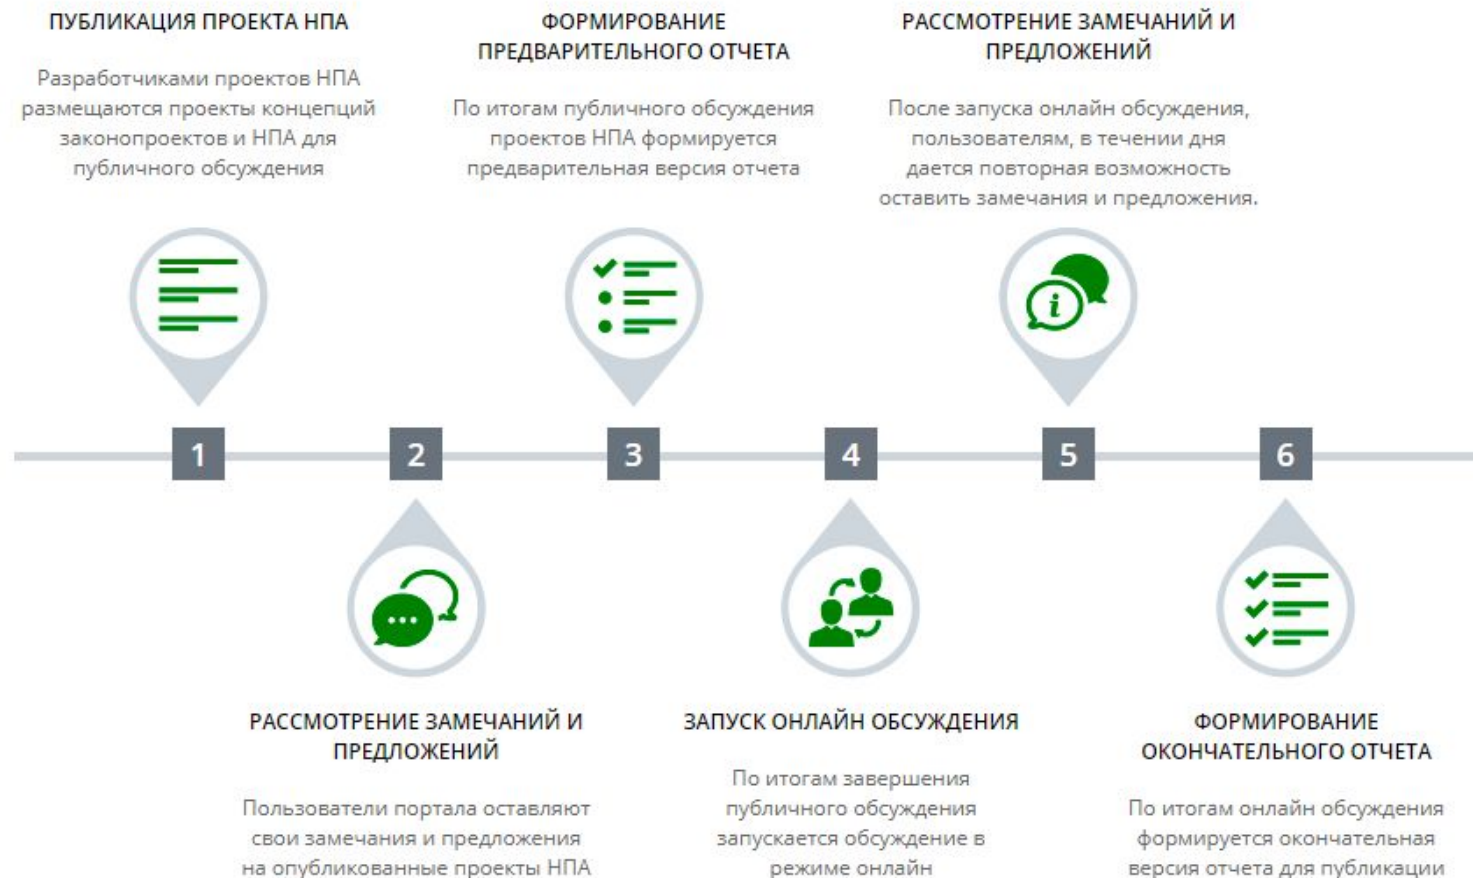 ПУБЛИКАЦИЯ ПРОЕКТА НПА
Разработчиками проектов НПА
размещаются проекты концепций
законопроектов и НПА для
публичного обсуждения
ФОРМИРОВАНИЕ
ПРЕДВАРИТЕЛЬНОГО ОТЧЕТА
По итогам публичного обсуждения
проектов НПА формируется
предварительная версия отчета
РАССМОТРЕНИЕ ЗАМЕЧАНИЙ И
ПРЕДЛОЖЕНИЙ
После запуска онлайн обсуждения,
пользователям, в течении дня
дается повторная возможность
оставить замечания и предложения.
i
1
2
3
4
5
6
РАССМОТРЕНИЕ ЗАМЕЧАНИЙ И
ПРЕДЛОЖЕНИЙ
Пользователи портала оставляют
свои замечания и предложения
на опубликованные проекты НПА
ЗАПУСК ОНЛАЙН ОБСУЖДЕНИЯ
По итогам завершения
публичного обсуждения
запускается обсуждение в
режиме онлайн
ФОРМИРОВАНИЕ
ОКОНЧАТЕЛЬНОГО ОТЧЕТА
По итогам онлайн обсуждения
формируется окончательная
версия отчета для публикации